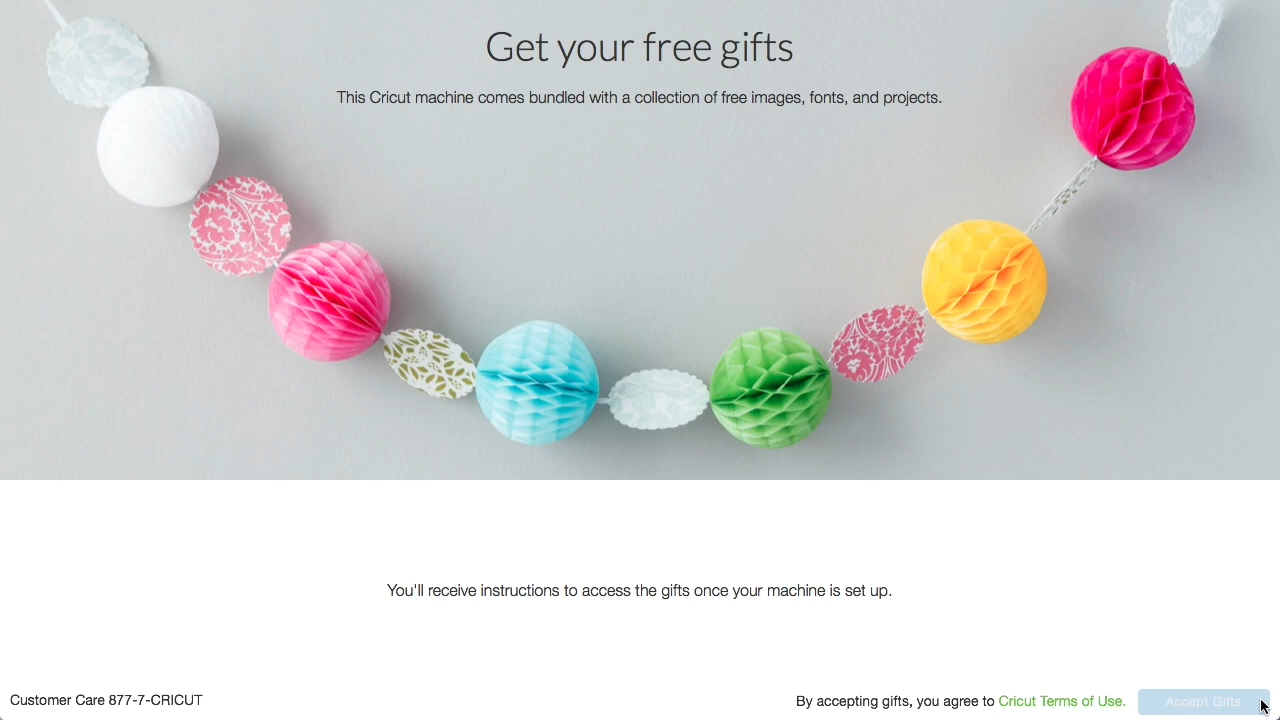 Get your free gifts
This Cricut machine comes bundled with a collection of free images, fonts, and projects.
You'll receive instructions to access the gifts once your machine is set up.
Customer Care 877-7-CRICUT
By accepting gifts, you agree to Cricut Terms of Use.
Accept Gifts